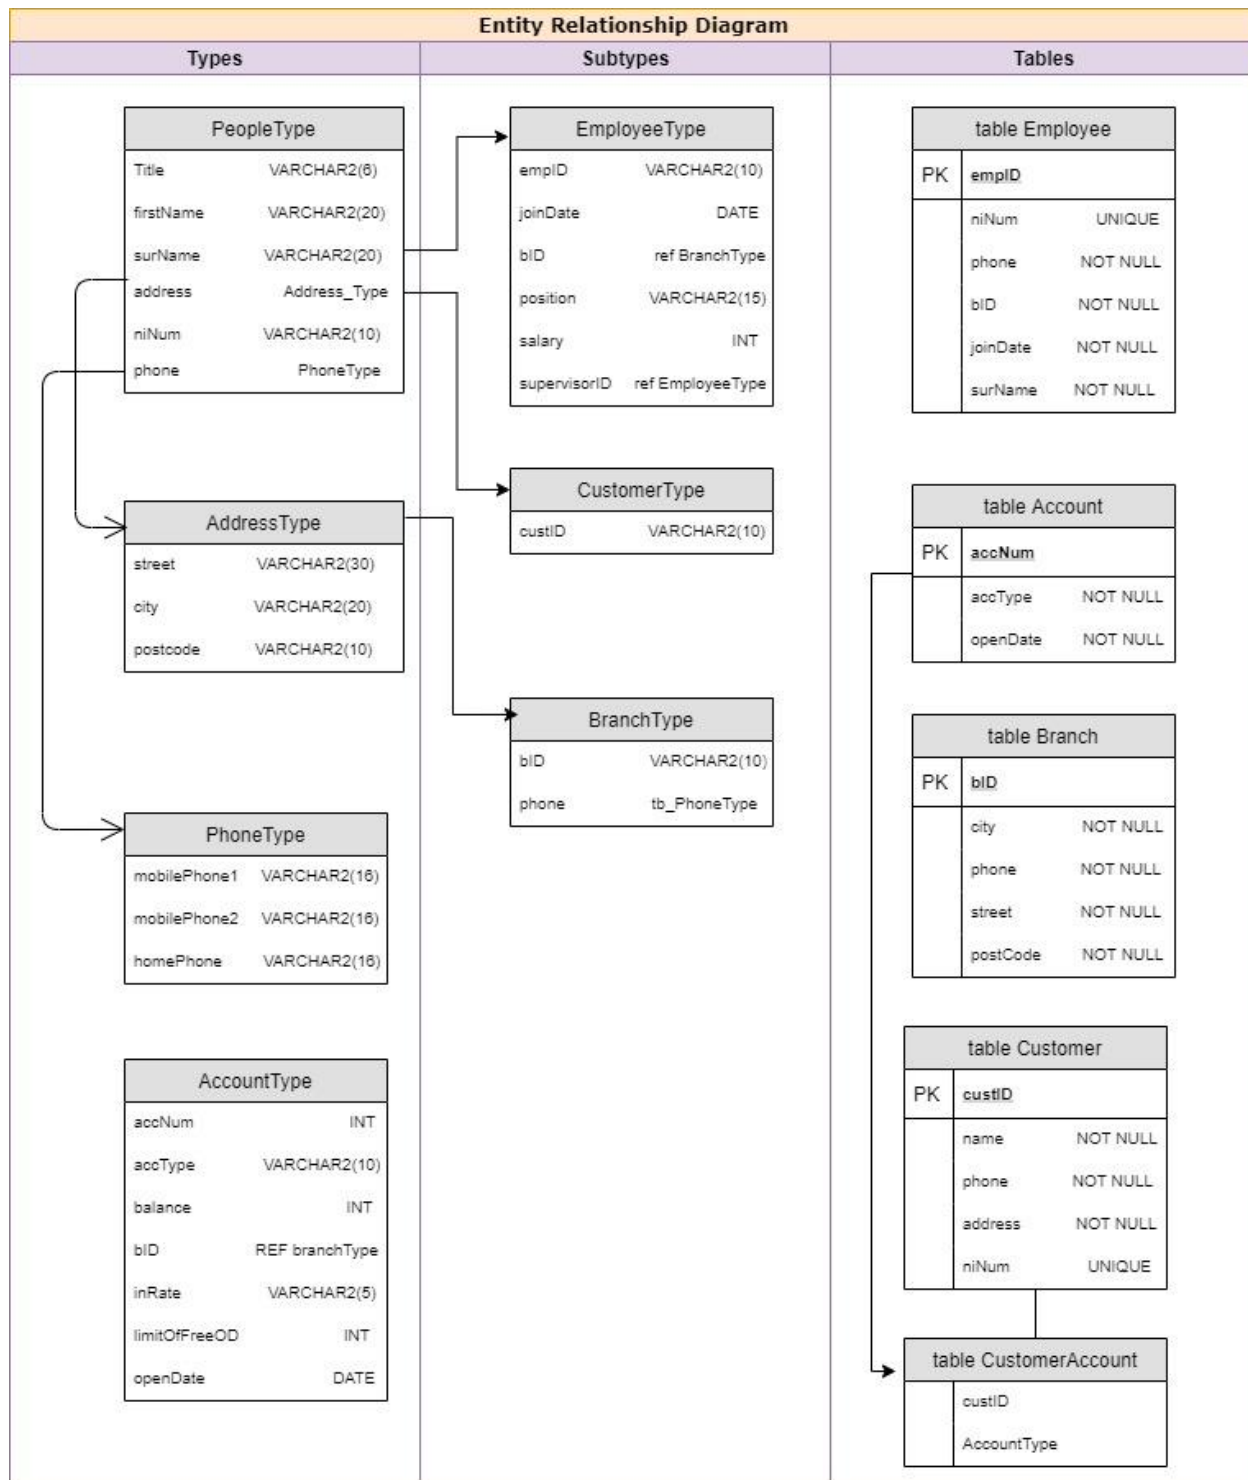 Entity Relationship Diagram
Types
Subtypes
Tables
PeopleType
Title VARCHAR2(6)
firstName VARCHAR2(20)
surName VARCHAR2(20)
address Address_Type
niNum VARCHAR2(10)
phone PhoneType
AddressType
street VARCHAR2(30)
city VARCHAR2(20)
postcode VARCHAR2(10)
PhoneType
mobilePhone1 VARCHAR2(16)
mobilePhone2 VARCHAR2(16)
homePhone VARCHAR2(16)
AccountType
accNum INT
accType VARCHAR2(10)
balance INT
bID REF branchType
inRate VARCHAR2(5)
limitOfFreeOD INT
openDate DATE
EmployeeType
empID VARCHAR2(10)
joinDate DATE
bID ref BranchType
position VARCHAR2(15)
salary INT
supervisorID ref EmployeeType
CustomerType
custID VARCHAR2(10)
BranchType
bID VARCHAR2(10)
phone tb_PhoneType
table Employee
PK empID
niNum UNIQUE
phone NOT NULL
bID NOT NULL
joinDate NOT NULL
surName NOT NULL
table Account
PK accNum
accType NOT NULL
openDate NOT NULL
table Branch
PK bID
city NOT NULL
phone NOT NULL
street NOT NULL
postCode NOT NULL
table Customer
PK custID
name NOT NULL
phone NOT NULL
address NOT NULL
niNum UNIQUE
table CustomerAccount
custID
AccountType